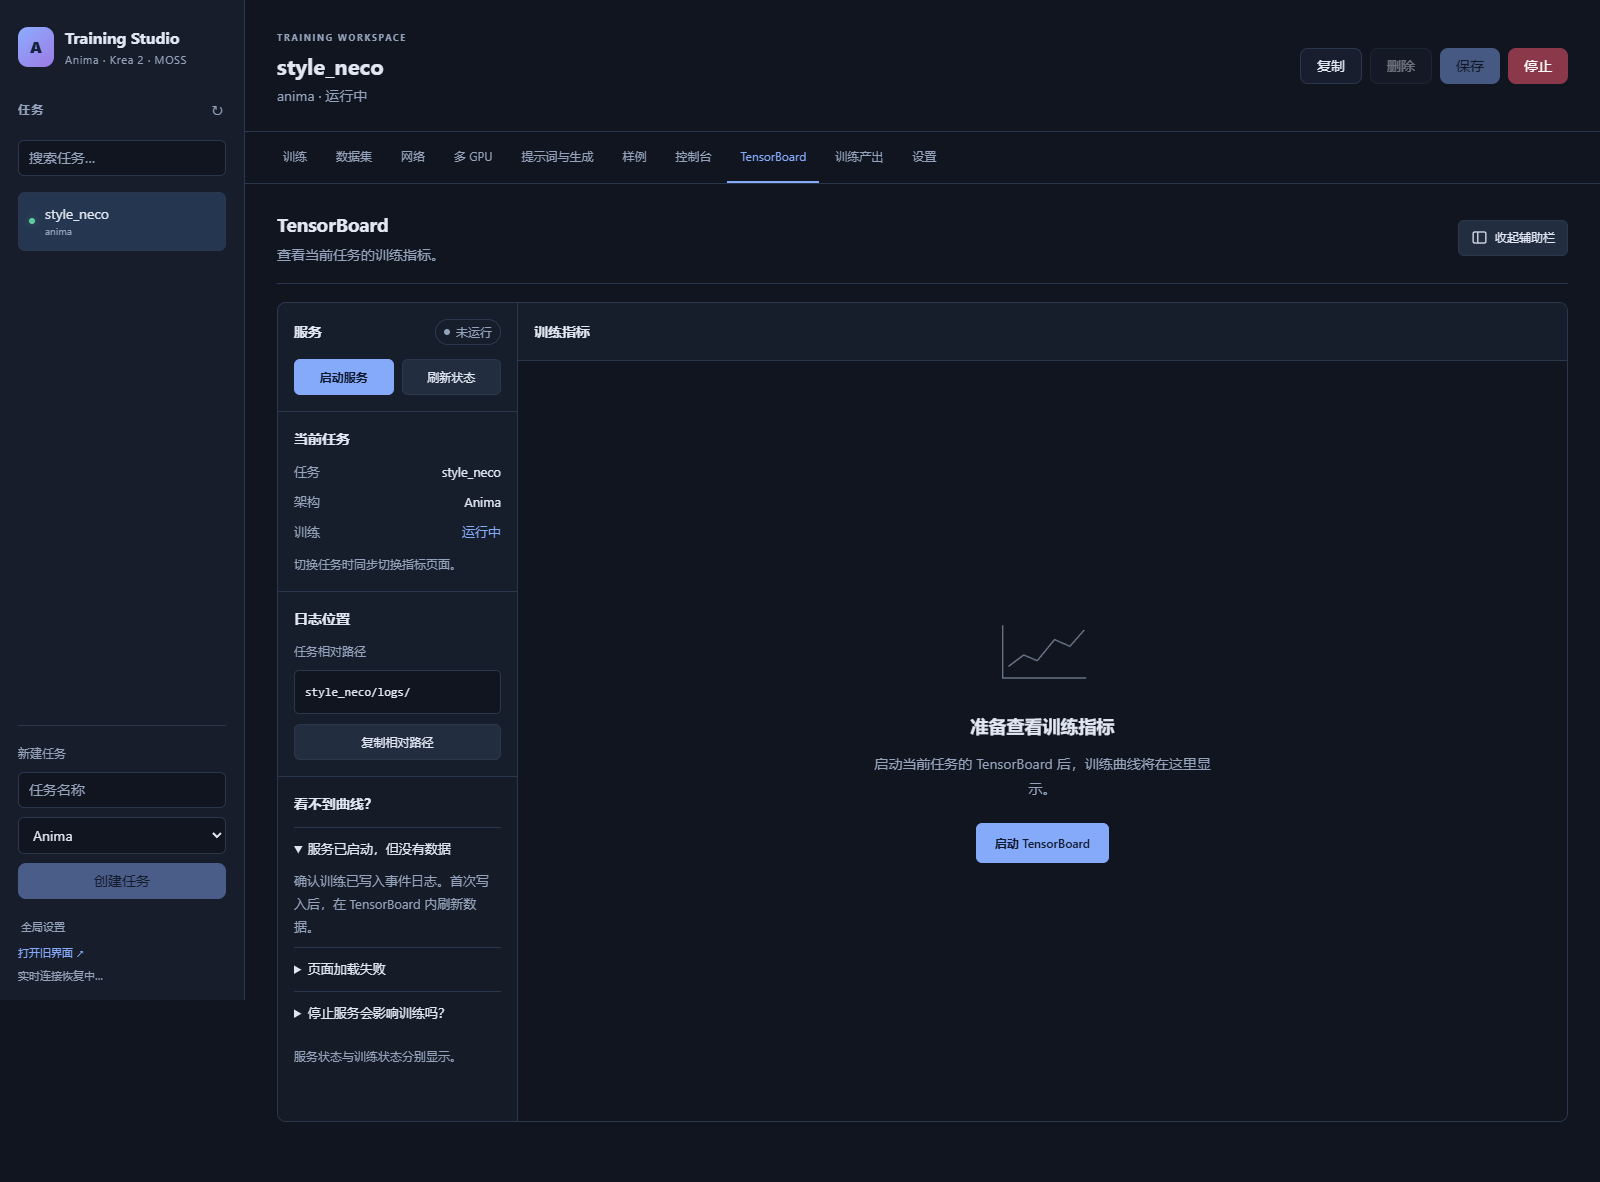 A
Training Studio
Anima · Krea 2 · MOSS
任务
搜索任务...
style_neco
anima
新建任务
任务名称
Anima
创建任务
全局设置
打开旧界面 ↗
实时连接恢复中...
TRAINING WORKSPACE
style_neco
anima · 运行中
复制
删除
保存
停止
训练
数据集
网络
多 GPU
提示词与生成
样例
控制台
TensorBoard
训练产出
设置
TensorBoard
查看当前任务的训练指标。
收起辅助栏
服务
未运行
启动服务
刷新状态
当前任务
任务
style_neco
架构
Anima
训练
运行中
切换任务时同步切换指标页面。
日志位置
任务相对路径
style_neco/logs/
复制相对路径
看不到曲线?
服务已启动，但没有数据
确认训练已写入事件日志。首次写
入后，在 TensorBoard 内刷新数
据。
页面加载失败
停止服务会影响训练吗?
服务状态与训练状态分别显示。
训练指标
准备查看训练指标
启动当前任务的 TensorBoard 后，训练曲线将在这里显
示。
启动 TensorBoard